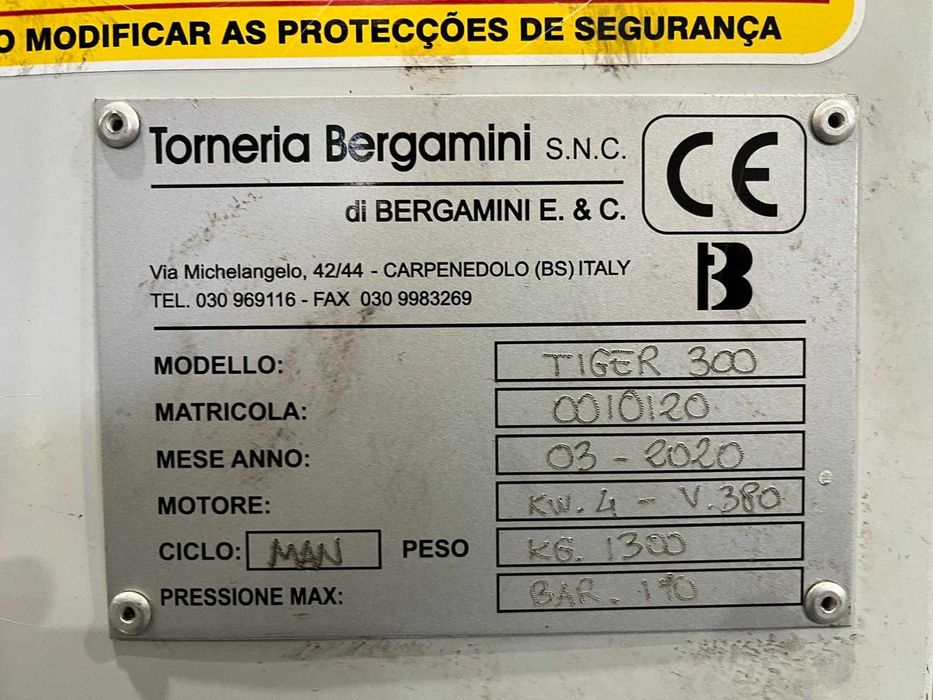 O MODIFICAR AS PROTECÇÕES DE SEGURANÇA
Torneria Bergamini S.N.C.
di BERGAMINI E. & C.
CE
B
Via Michelangelo, 42/44 - CARPENEDOLO (BS) ITALY
TEL. 030 969116 - FAX 030 9983269
MODELLO: TIGER 300
MATRICOLA: 0010120
MESE ANNO: 03-2020
MOTORE: KW. 4 - V. 380
CICLO: MAN PESO KG. 1300
PRESSIONE MAX: BAR. 170